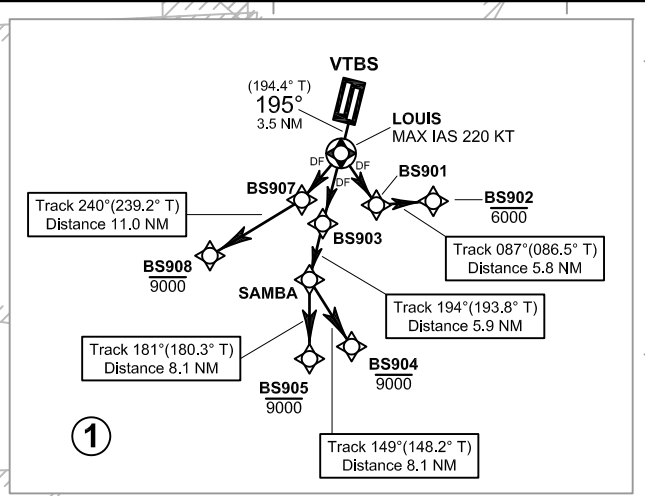 VTBS
(194.4° T)
195°
3.5 NM
LOUIS
MAX IAS 220 KT
DF
DF
DF
BS907
BS901
BS902
6000
Track 240°(239.2° T)
Distance 11.0 NM
BS903
Track 087°(086.5° T)
Distance 5.8 NM
BS908
9000
SAMBA
Track 194°(193.8° T)
Distance 5.9 NM
Track 181°(180.3° T)
Distance 8.1 NM
BS904
9000
BS905
9000
1
Track 149°(148.2° T)
Distance 8.1 NM